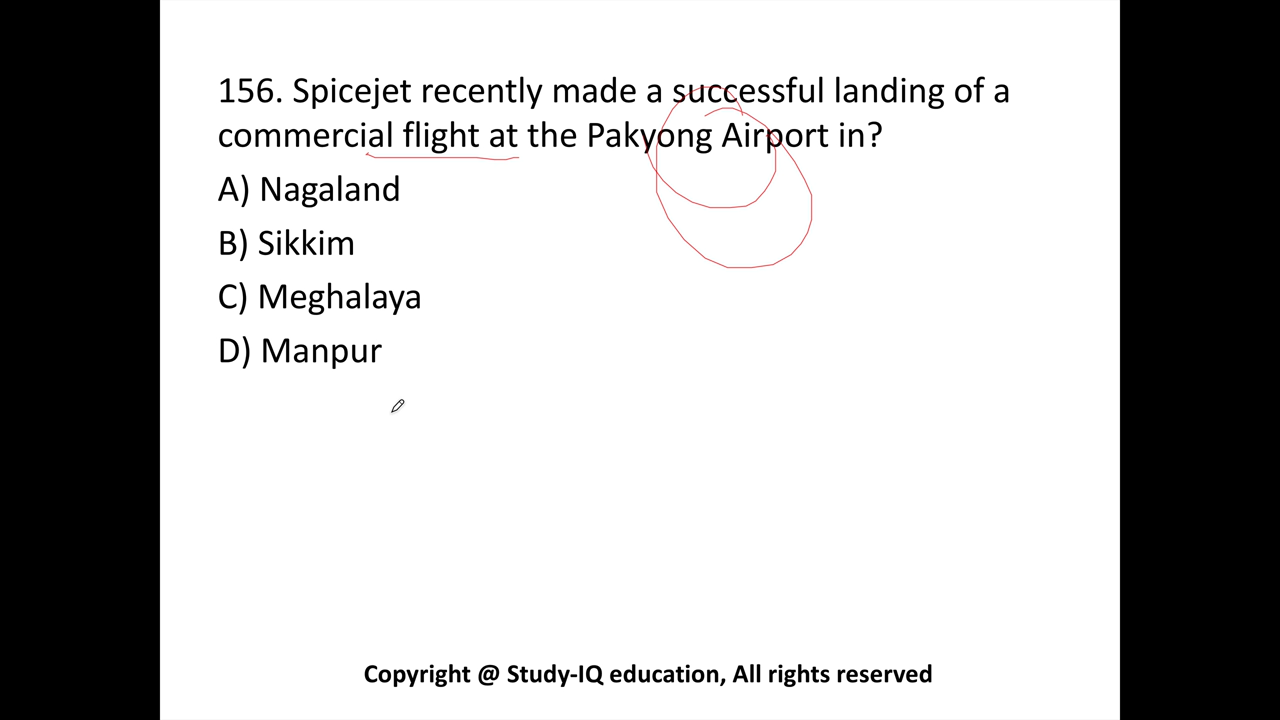 156. Spicejet recently made a successful landing of a
commercial flight at the Pakyong Airport in?
A) Nagaland
B) Sikkim
C) Meghalaya
D) Manpur
Copyright @ Study-IQ education, All rights reserved